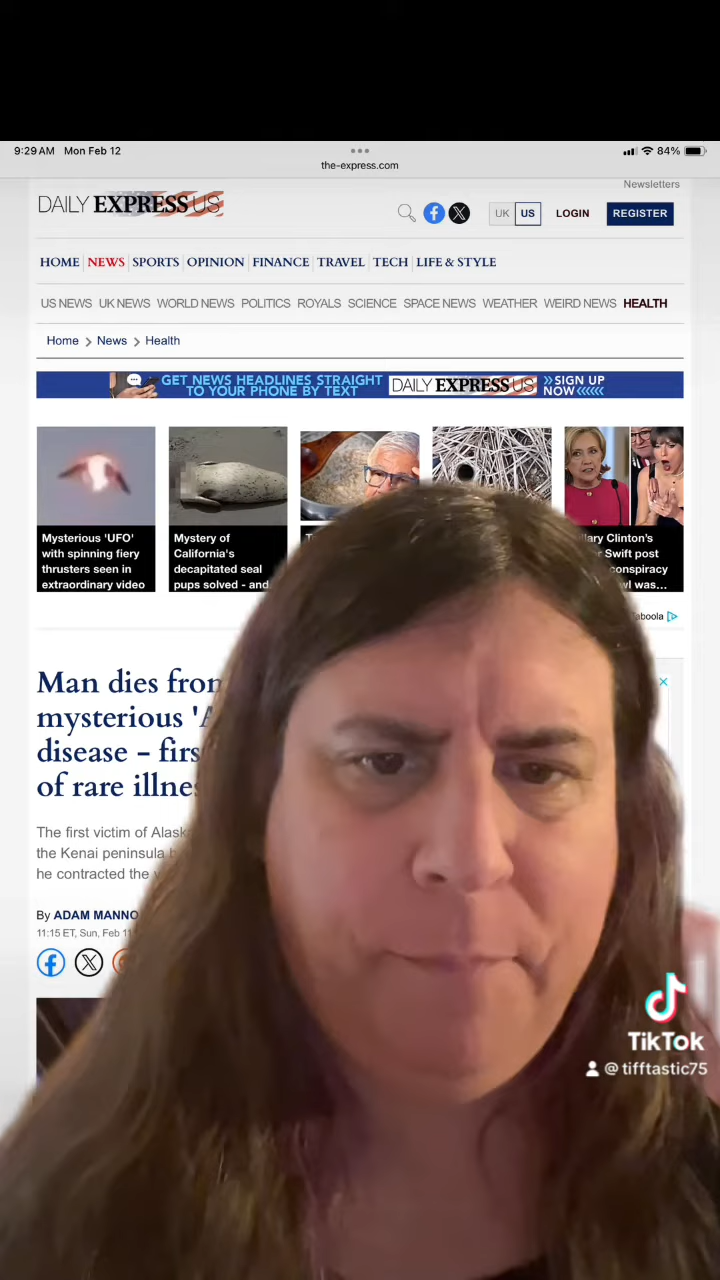 9:29 AM Mon Feb 12
84%
the-express.com
Newsletters
DAILY EXPRESS US
UK US LOGIN REGISTER
HOME NEWS SPORTS OPINION FINANCE TRAVEL TECH LIFE & STYLE
US NEWS UK NEWS WORLD NEWS POLITICS ROYALS SCIENCE SPACE NEWS WEATHER WEIRD NEWS HEALTH
Home > News > Health
GET NEWS HEADLINES STRAIGHT
TO YOUR PHONE BY TEXT
DAILY EXPRESS US
SIGN UP
NOW
Mysterious 'UFO'
with spinning fiery
thrusters seen in
extraordinary video
Mystery of
California's
decapitated seal
pups solved - and
Clinton's
Swift post
conspiracy
was...
Man dies from
mysterious
disease – first
of rare illness
The first victim of Alaska
the Kenai peninsula
he contracted the
By ADAM MANNO
11:15 ET, Sun, Feb 11
TikTok
@tifftastic75